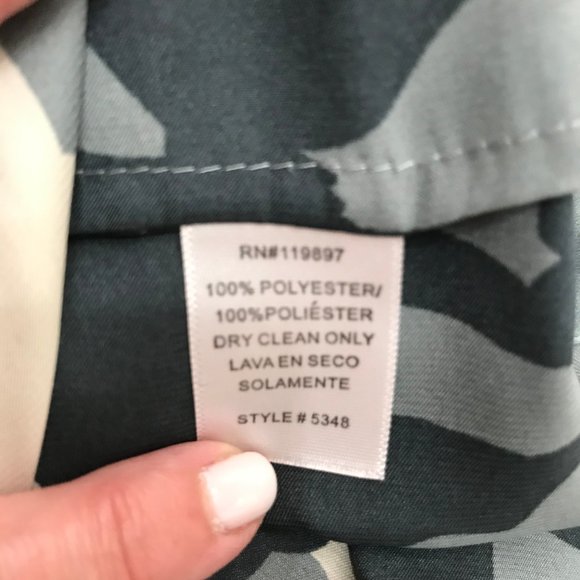 RN#119897
100% POLYESTER/
100%POLIÉSTER
DRY CLEAN ONLY
LAVA EN SECO
SOLAMENTE
STYLE # 5348